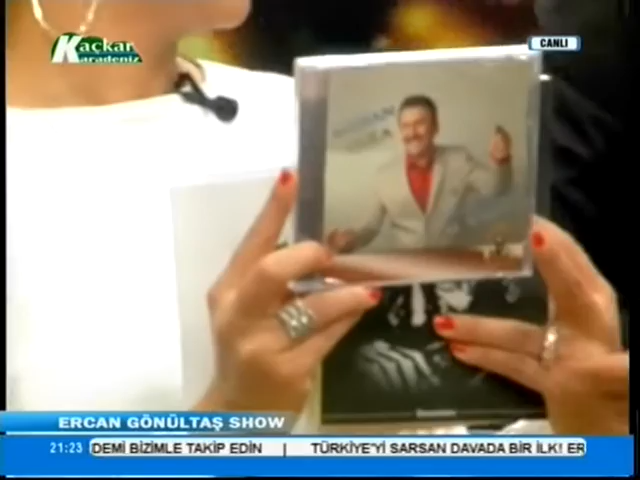 Kaçkar
Karadeniz
CANLI
ERCAN GÖNÜLTAŞ SHOW
21:23 DEMİ BİZİMLE TAKİP EDİN | TÜRKİYE'Yİ SARSAN DAVADA BİR İLK! ER